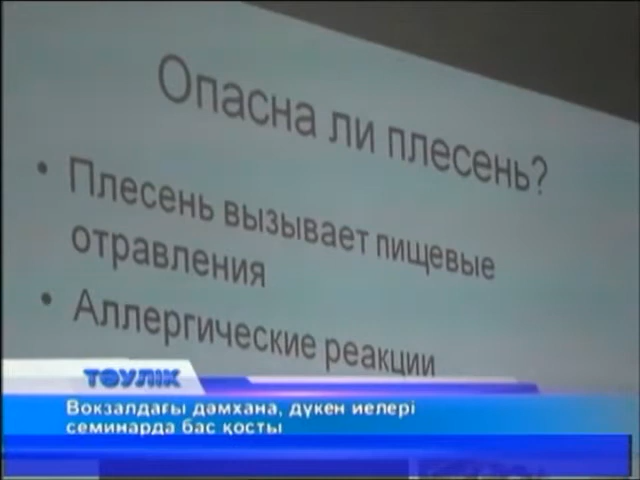 Опасна ли плесень?
• Плесень вызывает пищевые
отравления
• Аллергические реакции
ТӘУЛІК
Вокзалдағы дәмхана, дүкен иелері
семинарда бас қосты